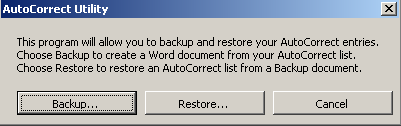 AutoCorrect Utility
This program will allow you to backup and restore your AutoCorrect entries.
Choose Backup to create a Word document from your AutoCorrect list.
Choose Restore to restore an AutoCorrect list from a Backup document.
Backup... Restore... Cancel